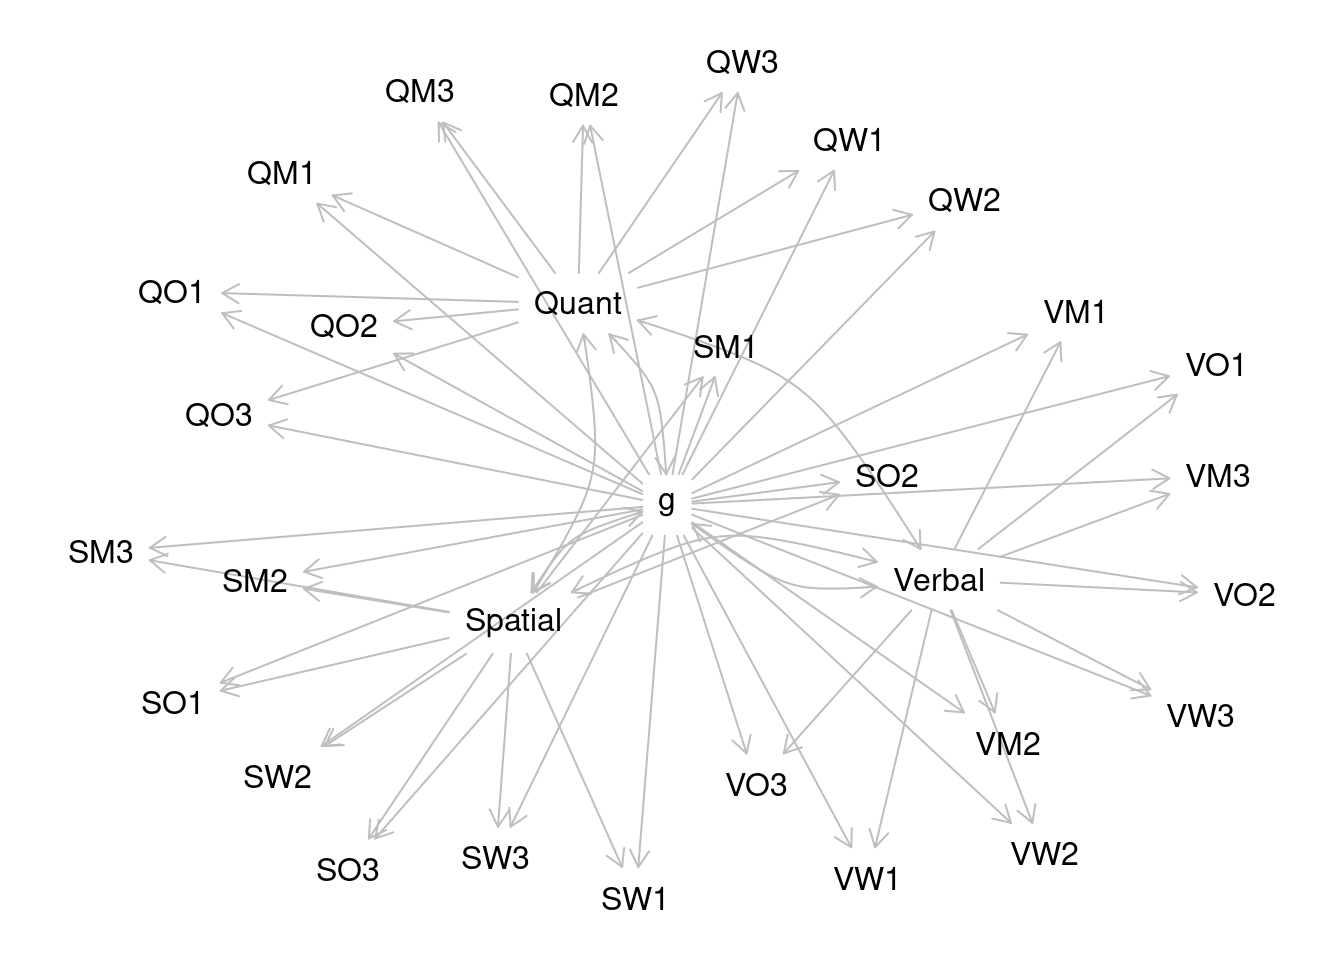 QW3
QM3
QM2
QW1
QM1
QW2
QO1
Quant
VM1
QO2
SM1
VO1
QO3
SO2
VM3
g
SM3
SM2
Verbal
VO2
Spatial
SO1
VW3
VM2
SW2
VO3
VW2
SW3
SO3
VW1
SW1